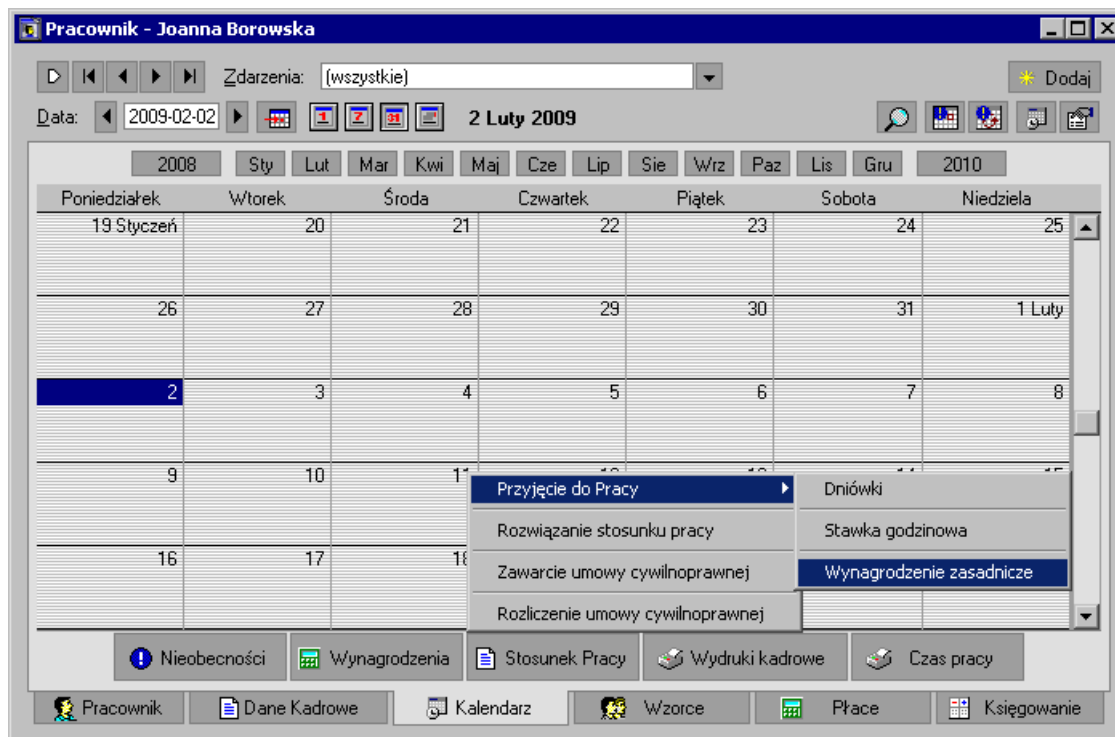 Pracownik - Joanna Borowska
Zdarzenia: (wszystkie) Dodaj
Data: 2009-02-02 1 7 31 2 Luty 2009
2008 Sty Lut Mar Kwi Maj Cze Lip Sie Wrz Paz Lis Gru 2010
Poniedziałek Wtorek Środa Czwartek Piątek Sobota Niedziela
19 Styczeń 20 21 22 23 24 25
26 27 28 29 30 31 1 Luty
2 3 4 5 6 7 8
9 10
Przyjęcie do Pracy Dniówki
Rozwiązanie stosunku pracy Stawka godzinowa
16 17
Zawarcie umowy cywilnoprawnej Wynagrodzenie zasadnicze
Rozliczenie umowy cywilnoprawnej
Nieobecności Wynagrodzenia Stosunek Pracy Wydruki kadrowe Czas pracy
Pracownik Dane Kadrowe Kalendarz Wzorce Płace Księgowanie